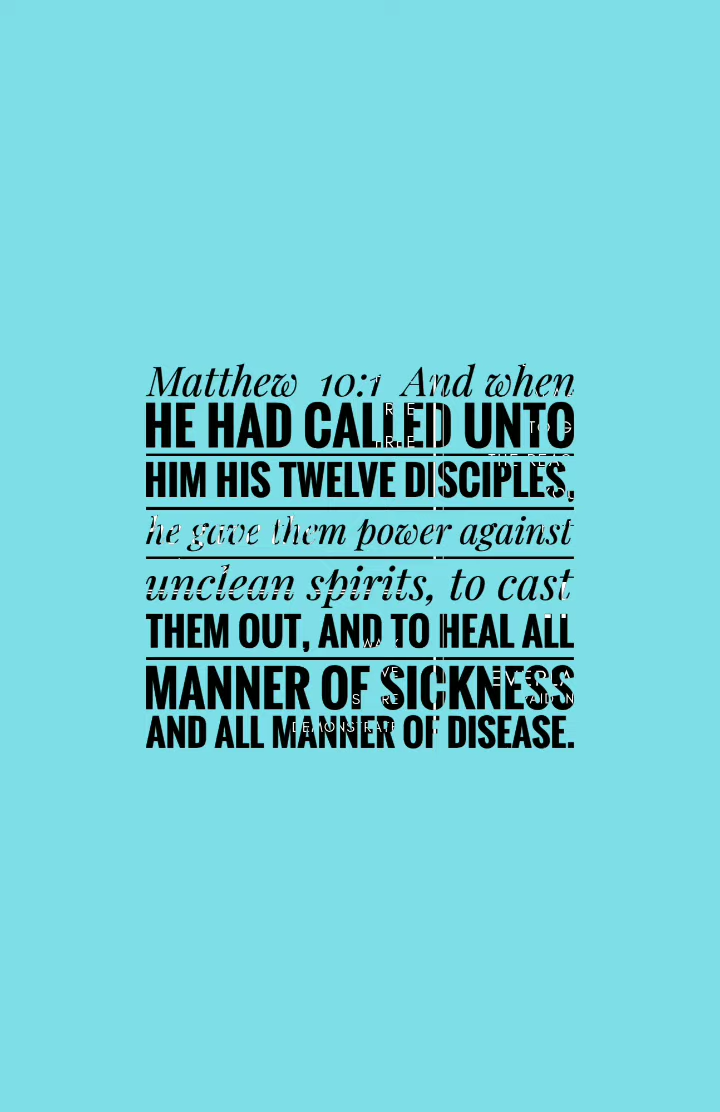 Matthew 10:1 And when
HE HAD CALLED UNTO
HIM HIS TWELVE DISCIPLES,
he gave them power against
unclean spirits, to cast
THEM OUT, AND TO HEAL ALL
MANNER OF SICKNESS
AND ALL MANNER OF DISEASE.
DEMONSTRATE